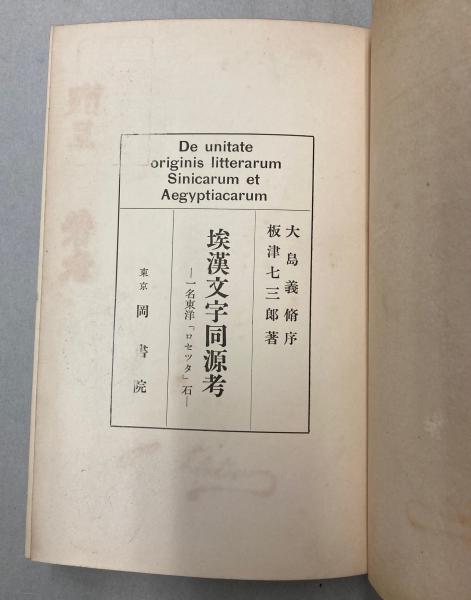 De unitate
originis litterarum
Sinicarum et
Aegyptiacarum
大島義脩序
板津七三郎著
埃漢文字同源考
―一名東洋「ロセツタ」石―
東京 岡書院